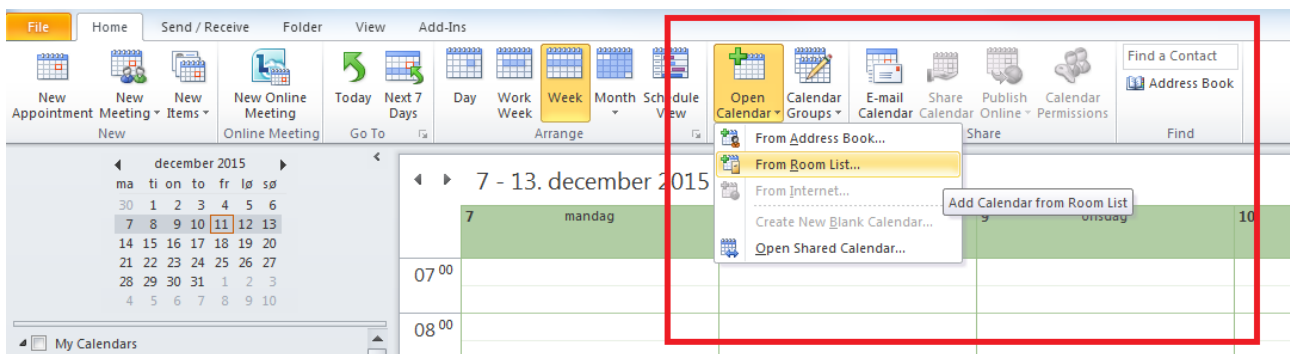 File Home Send / Receive Folder View Add-Ins
New Appointment
New Meeting
New Items
New Online Meeting
Today
Next 7 Days
Day
Work Week
Week
Month
Schedule View
Open Calendar
Calendar Groups
E-mail Calendar
Share Calendar
Publish Online
Calendar Permissions
Find a Contact
Address Book
New Online Meeting Go To Arrange Share Find
From Address Book...
From Room List...
From Internet...
Create New Blank Calendar...
Open Shared Calendar...
Add Calendar from Room List
december 2015
ma ti on to fr lø sø
30 1 2 3 4 5 6
7 8 9 10 11 12 13
14 15 16 17 18 19 20
21 22 23 24 25 26 27
28 29 30 31 1 2 3
4 5 6 7 8 9 10
My Calendars
7 - 13. december 2015
7 mandag 9 onsdag 10
07 00
08 00